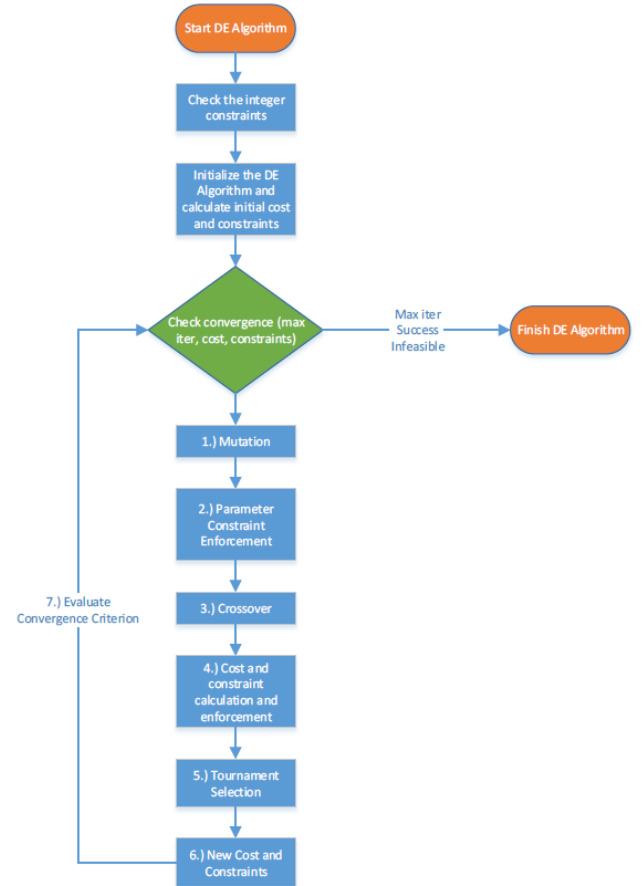 Start DE Algorithm
Check the integer
constraints
Initialize the DE
Algorithm and
calculate initial cost
and constraints
Check convergence (max
iter, cost, constraints)
Max iter
Success
Infeasible
Finish DE Algorithm
1.) Mutation
2.) Parameter
Constraint
Enforcement
3.) Crossover
4.) Cost and
constraint
calculation and
enforcement
5.) Tournament
Selection
6.) New Cost and
Constraints
7.) Evaluate
Convergence Criterion